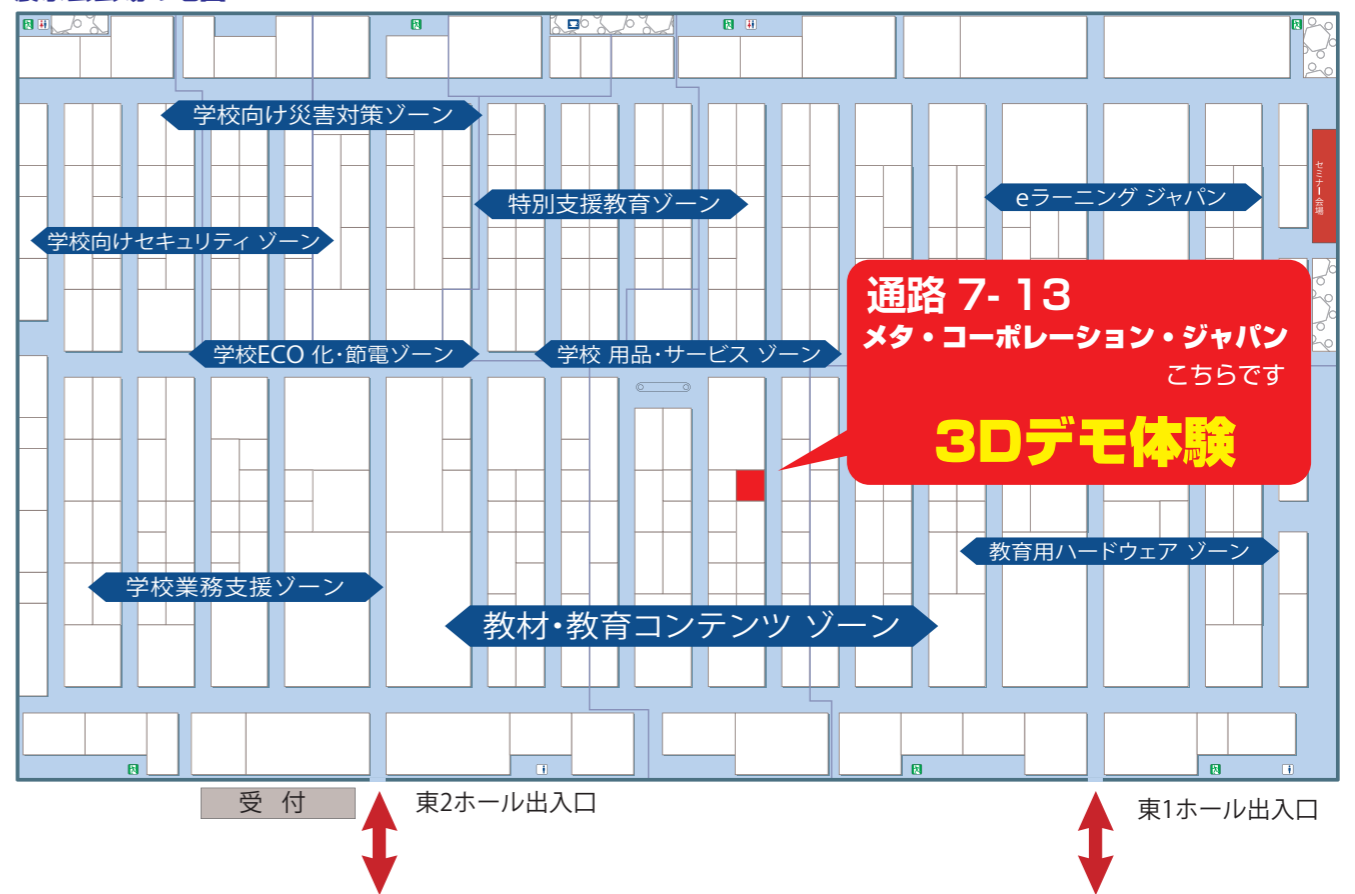 学校向け災害対策ゾーン
特別支援教育ゾーン
eラーニング ジャパン
セミナー会場
学校向けセキュリティ ゾーン
通路 7- 13
メタ・コーポレーション・ジャパン
こちらです
3Dデモ体験
学校ECO 化・節電ゾーン
学校 用品・サービス ゾーン
教育用ハードウェア ゾーン
学校業務支援ゾーン
教材・教育コンテンツ ゾーン
受 付
東2ホール出入口
東1ホール出入口